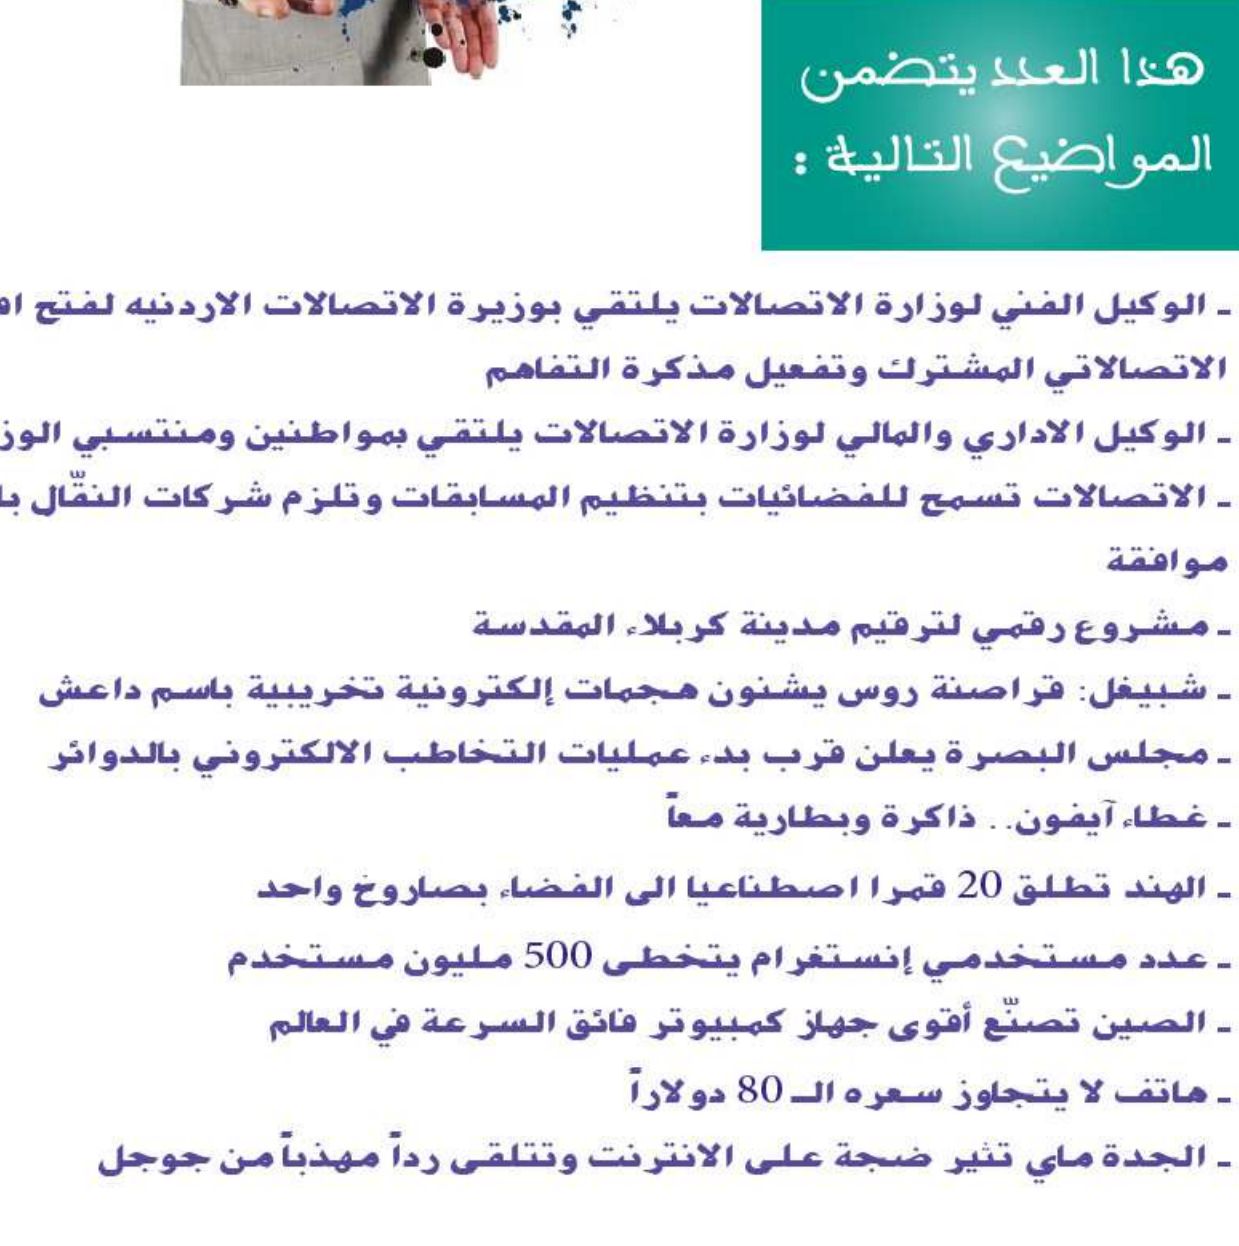 هذا العدد يتضمن
المواضيع التالية :
ـ الوكيل الفني لوزارة الاتصالات يلتقي بوزيرة الاتصالات الاردنيه لفتح
الاتصالاتي المشترك وتفعيل مذكرة التفاهم
ـ الوكيل الاداري والمالي لوزارة الاتصالات يلتقي بمواطنين ومنتسبي
ـ الاتصالات تسمح للفضائيات بتنظيم المسابقات وتلزم شركات النقّال
موافقة
ـ مشروع رقمي لترقيم مدينة كربلاء المقدسة
ـ شبيغل: قراصنة روس يشنون هجمات إلكترونية تخريبية باسم داعش
ـ مجلس البصرة يعلن قرب بدء عمليات التخاطب الالكتروني بالدوائر
ـ غطاء آيفون.. ذاكرة وبطارية معاً
ـ الهند تطلق 20 قمرا اصطناعيا الى الفضاء بصاروخ واحد
ـ عدد مستخدمي إنستغرام يتخطى 500 مليون مستخدم
ـ الصين تصنّع أقوى جهاز كمبيوتر فائق السرعة في العالم
ـ هاتف لا يتجاوز سعره الـ 80 دولاراً
ـ الجدة ماي تثير ضجة على الانترنت وتتلقى رداً مهذباً من جوجل